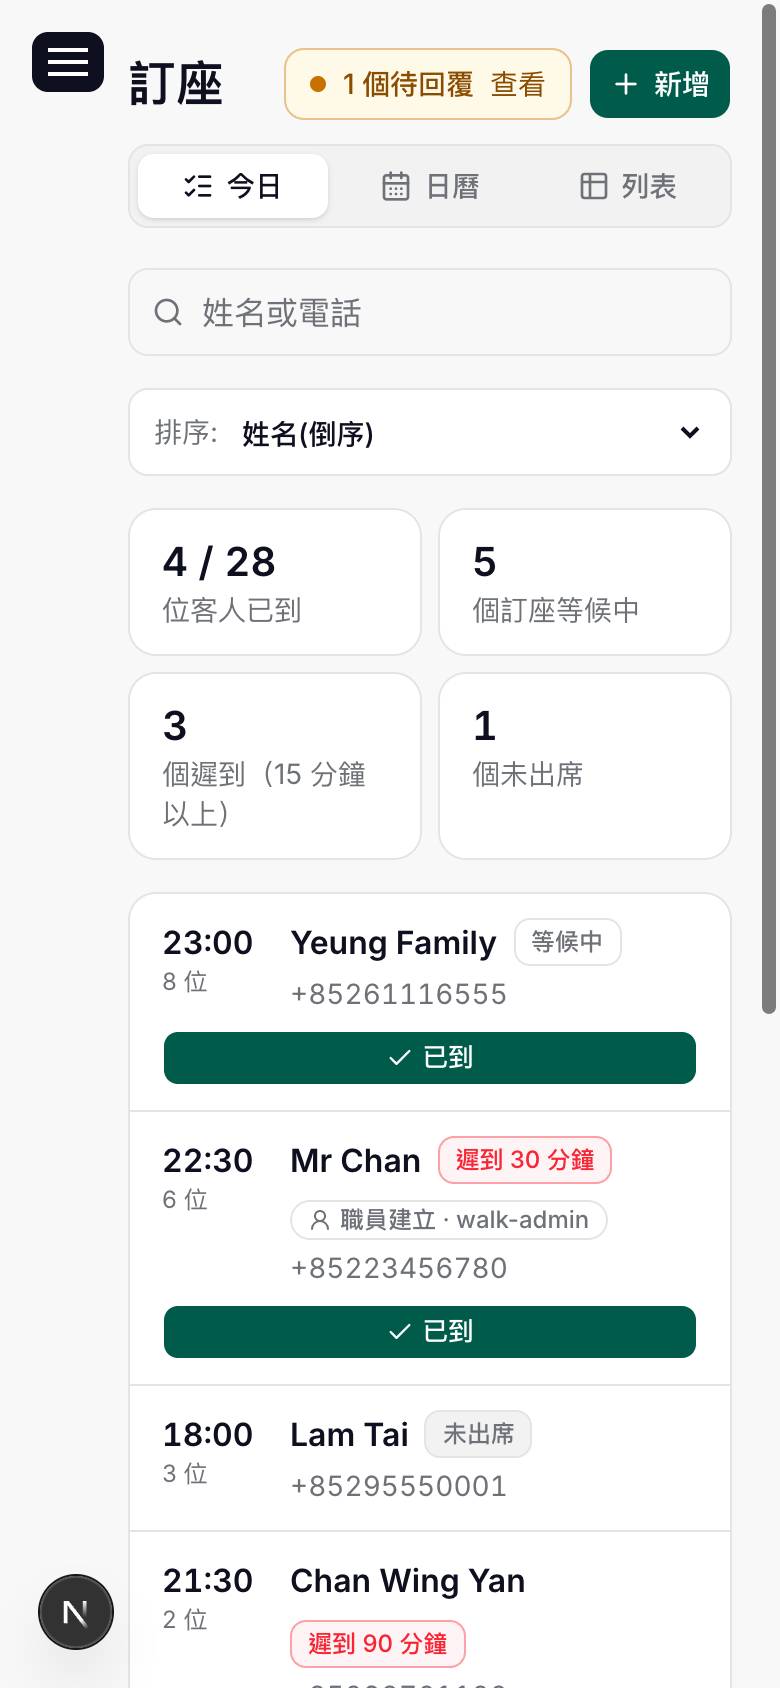 訂座
1 個待回覆 查看
新增
今日
日曆
列表
姓名或電話
排序: 姓名(倒序)
4 / 28
位客人已到
5
個訂座等候中
3
個遲到（15 分鐘
以上）
1
個未出席
23:00 Yeung Family 等候中
8 位
+85261116555
已到
22:30 Mr Chan 遲到 30 分鐘
6 位
職員建立 · walk-admin
+85223456780
已到
18:00 Lam Tai 未出席
3 位
+85295550001
21:30 Chan Wing Yan
2 位
遲到 90 分鐘
N